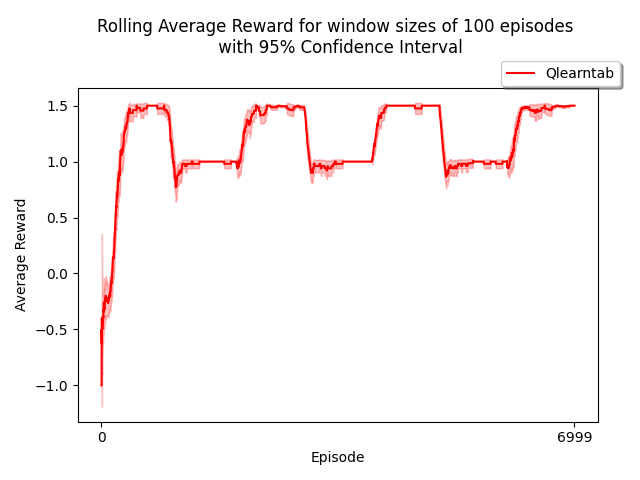 Rolling Average Reward for window sizes of 100 episodes
with 95% Confidence Interval
Qlearntab
1.5
1.0
0.5
0.0
−0.5
−1.0
Average Reward
0
6999
Episode